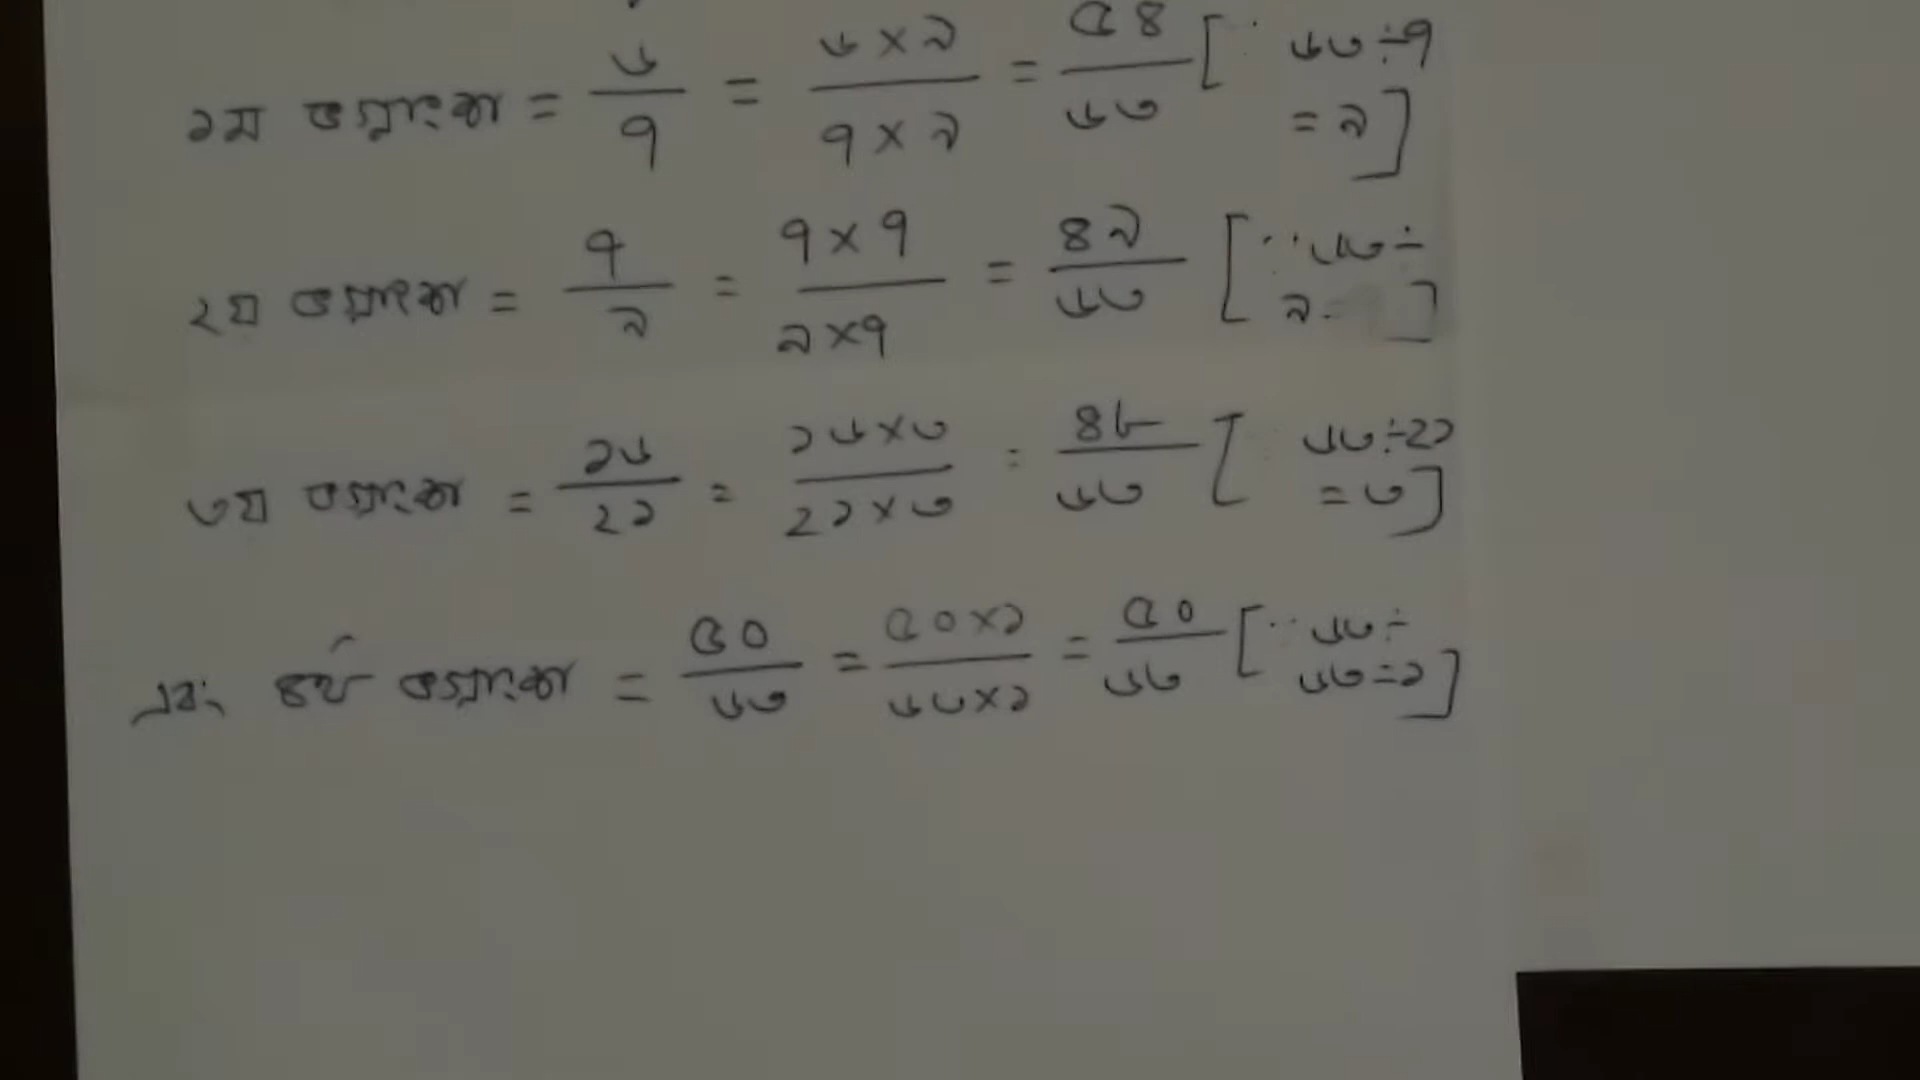 ১ম ভগ্নাংশ = ৬/৭ = ৬×৯/৭×৯ = ৫৪/৬৩ [∵ ৬৩÷৭ = ৯]
২য় ভগ্নাংশ = ৭/৯ = ৭×৭/৯×৭ = ৪৯/৬৩ [∵ ৬৩÷ ৯
৩য় ভগ্নাংশ = ১৬/২১ = ১৬×৩/২১×৩ = ৪৮/৬৩ [ ৬৩÷২১ = ৩]
এবং ৪র্থ ভগ্নাংশ = ৫০/৬৩ = ৫০×১/৬৩×১ = ৫০/৬৩ [∵ ৬৩÷ ৬৩=১]